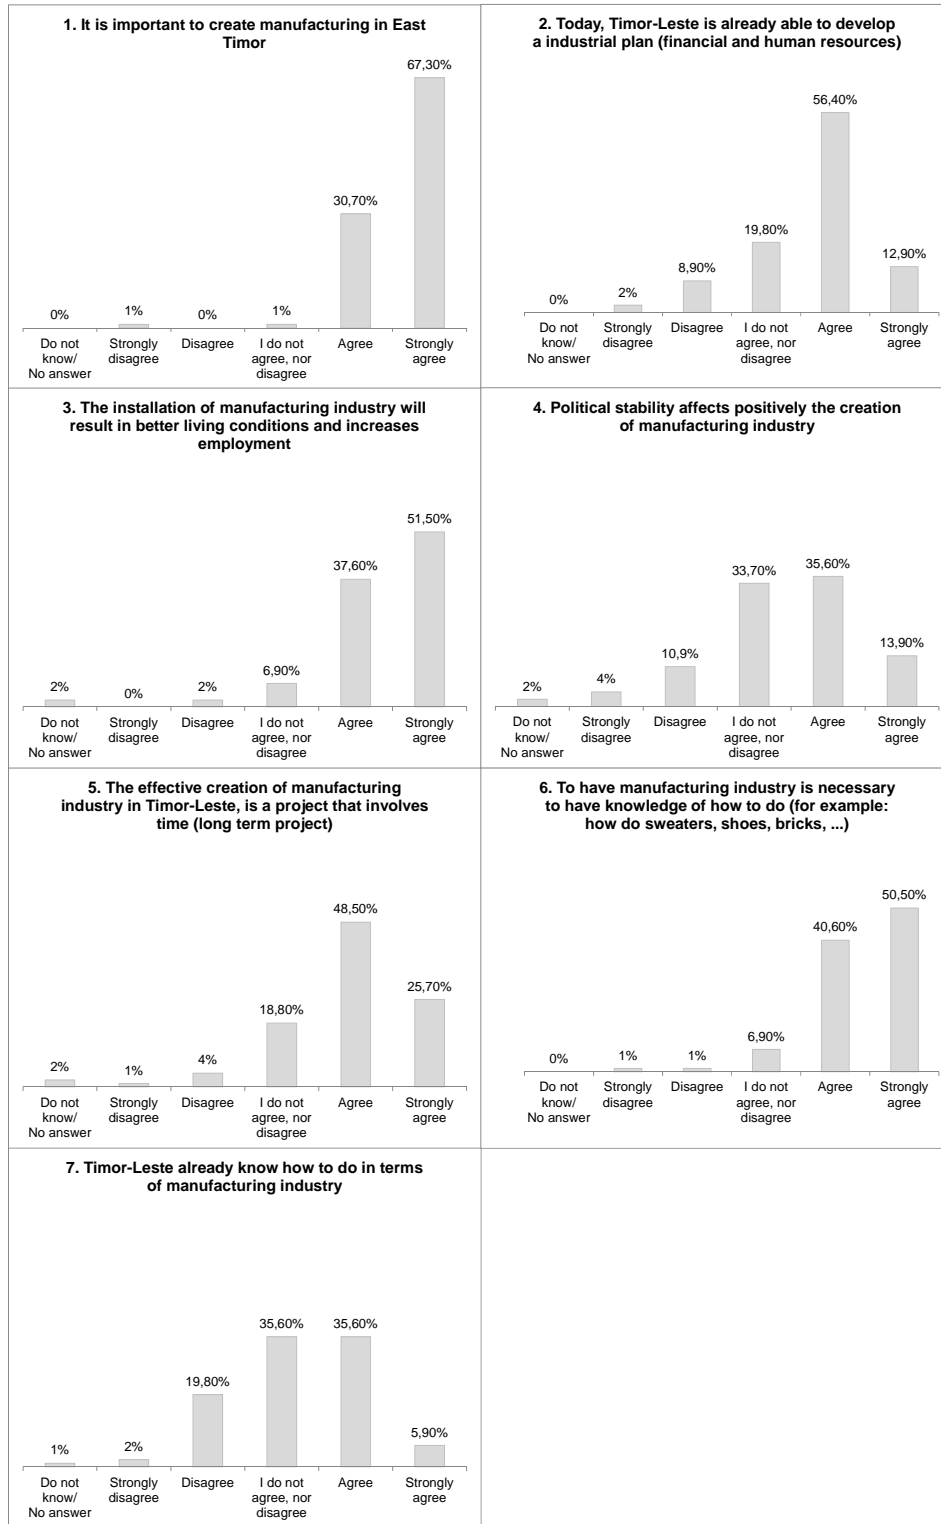 1. It is important to create manufacturing in East
Timor
67,30%
30,70%
0%
1%
0%
1%
Do not
know/
No answer
Strongly
disagree
Disagree
I do not
agree, nor
disagree
Agree
Strongly
agree
2. Today, Timor-Leste is already able to develop
a industrial plan (financial and human resources)
56,40%
19,80%
12,90%
8,90%
2%
0%
Do not
know/
No answer
Strongly
disagree
Disagree
I do not
agree, nor
disagree
Agree
Strongly
agree
3. The installation of manufacturing industry will
result in better living conditions and increases
employment
51,50%
37,60%
6,90%
2%
0%
2%
Do not
know/
No answer
Strongly
disagree
Disagree
I do not
agree, nor
disagree
Agree
Strongly
agree
4. Political stability affects positively the creation
of manufacturing industry
33,70%
35,60%
13,90%
10,9%
4%
2%
Do not
know/
No answer
Strongly
disagree
Disagree
I do not
agree, nor
disagree
Agree
Strongly
agree
5. The effective creation of manufacturing
industry in Timor-Leste, is a project that involves
time (long term project)
48,50%
25,70%
18,80%
2%
1%
4%
Do not
know/
No answer
Strongly
disagree
Disagree
I do not
agree, nor
disagree
Agree
Strongly
agree
6. To have manufacturing industry is necessary
to have knowledge of how to do (for example:
how do sweaters, shoes, bricks, ...)
50,50%
40,60%
6,90%
0%
1%
1%
Do not
know/
No answer
Strongly
disagree
Disagree
I do not
agree, nor
disagree
Agree
Strongly
agree
7. Timor-Leste already know how to do in terms
of manufacturing industry
35,60%
35,60%
19,80%
5,90%
1%
2%
Do not
know/
No answer
Strongly
disagree
Disagree
I do not
agree, nor
disagree
Agree
Strongly
agree